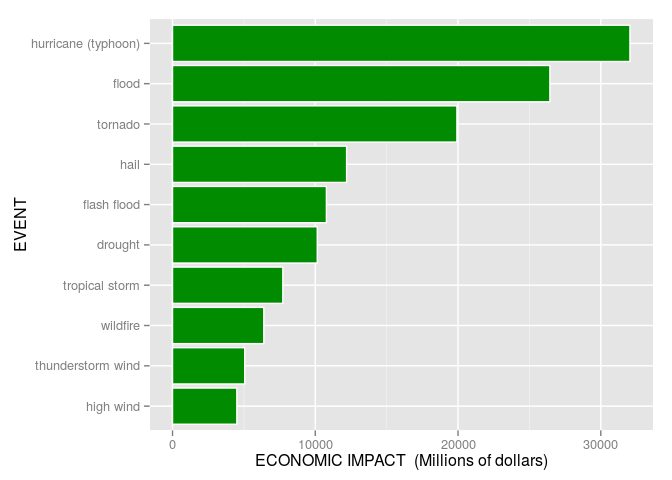 hurricane (typhoon)
flood
tornado
hail
flash flood
drought
tropical storm
wildfire
thunderstorm wind
high wind
EVENT
0 10000 20000 30000
ECONOMIC IMPACT  (Millions of dollars)